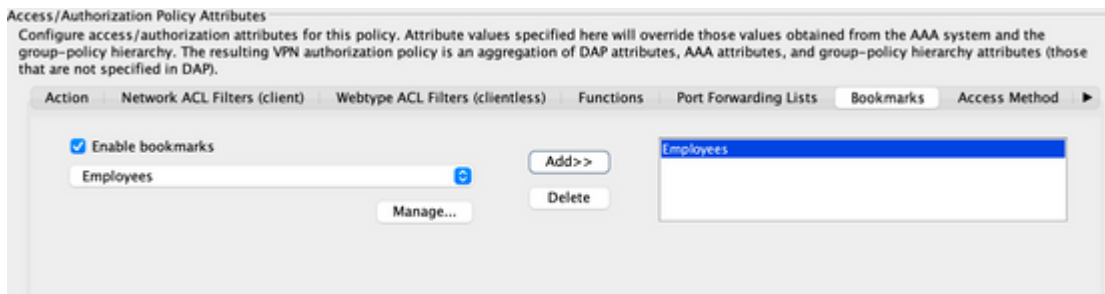 Access/Authorization Policy Attributes
Configure access/authorization attributes for this policy. Attribute values specified here will override those values obtained from the AAA system and the
group-policy hierarchy. The resulting VPN authorization policy is an aggregation of DAP attributes, AAA attributes, and group-policy hierarchy attributes (those
that are not specified in DAP).
Action Network ACL Filters (client) Webtype ACL Filters (clientless) Functions Port Forwarding Lists Bookmarks Access Method
Enable bookmarks
Employees
Manage...
Add>>
Delete
Employees